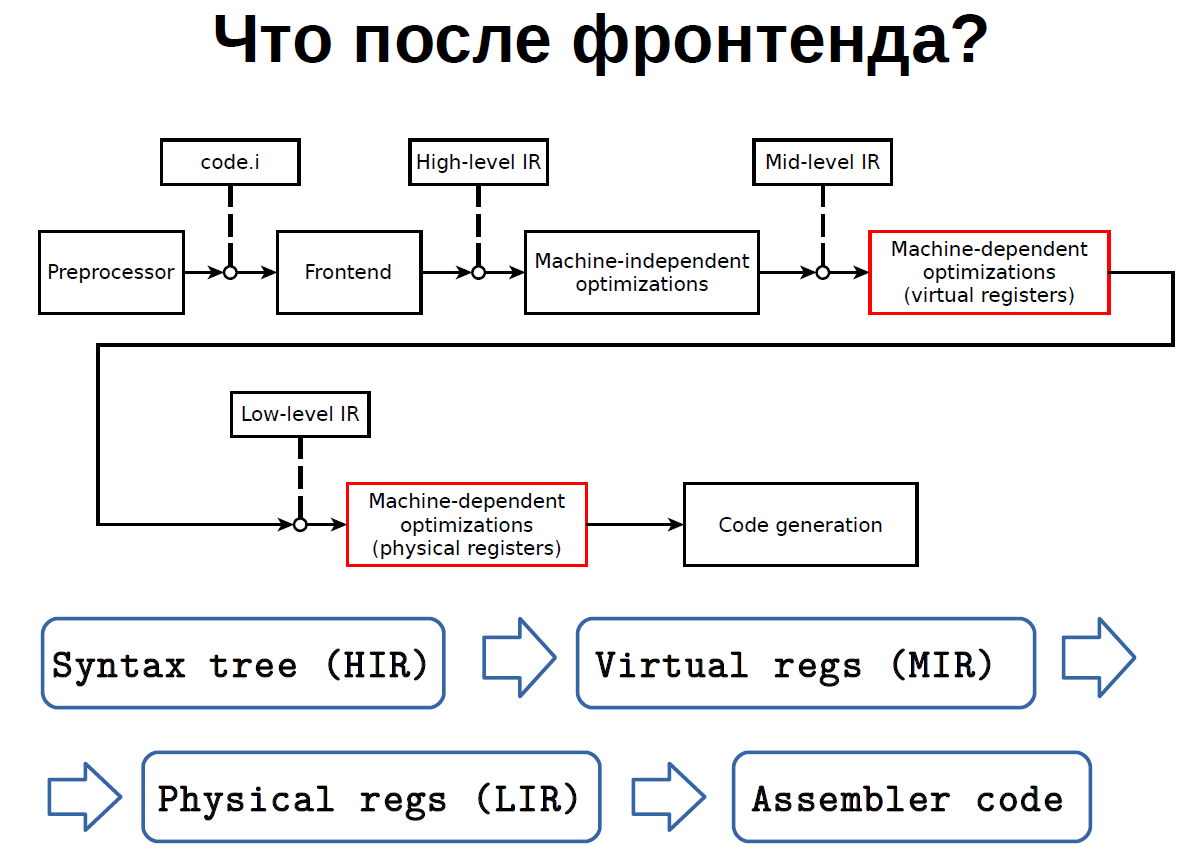 Что после фронтенда?
code.i
High-level IR
Mid-level IR
Preprocessor
Frontend
Machine-independent
optimizations
Machine-dependent
optimizations
(virtual registers)
Low-level IR
Machine-dependent
optimizations
(physical registers)
Code generation
Syntax tree (HIR)
Virtual regs (MIR)
Physical regs (LIR)
Assembler code